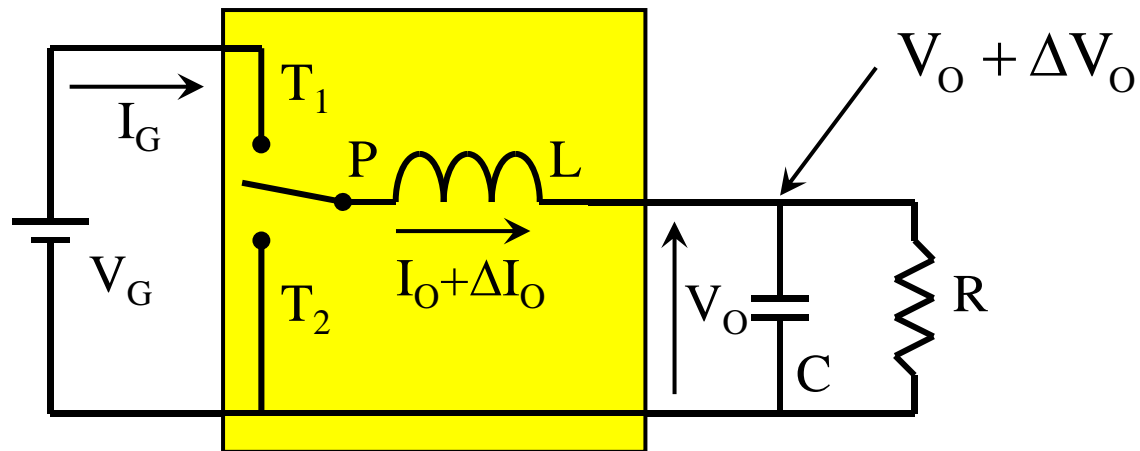 V_O + ΔV_O
T_1
I_G
P
L
V_G
I_O+ΔI_O
T_2
V_O
R
C